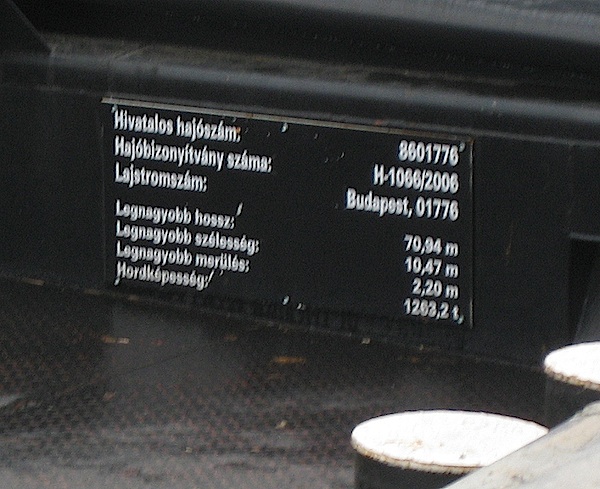 Hivatalos hajószám: 8601776
Hajóbizonyítvány száma: H-1066/2006
Lajstromszám: Budapest, 01776
Legnagyobb hossz: 70,94 m
Legnagyobb szélesség: 10,47 m
Legnagyobb merülés: 2,20 m
Hordképesség: 1263,2 t,